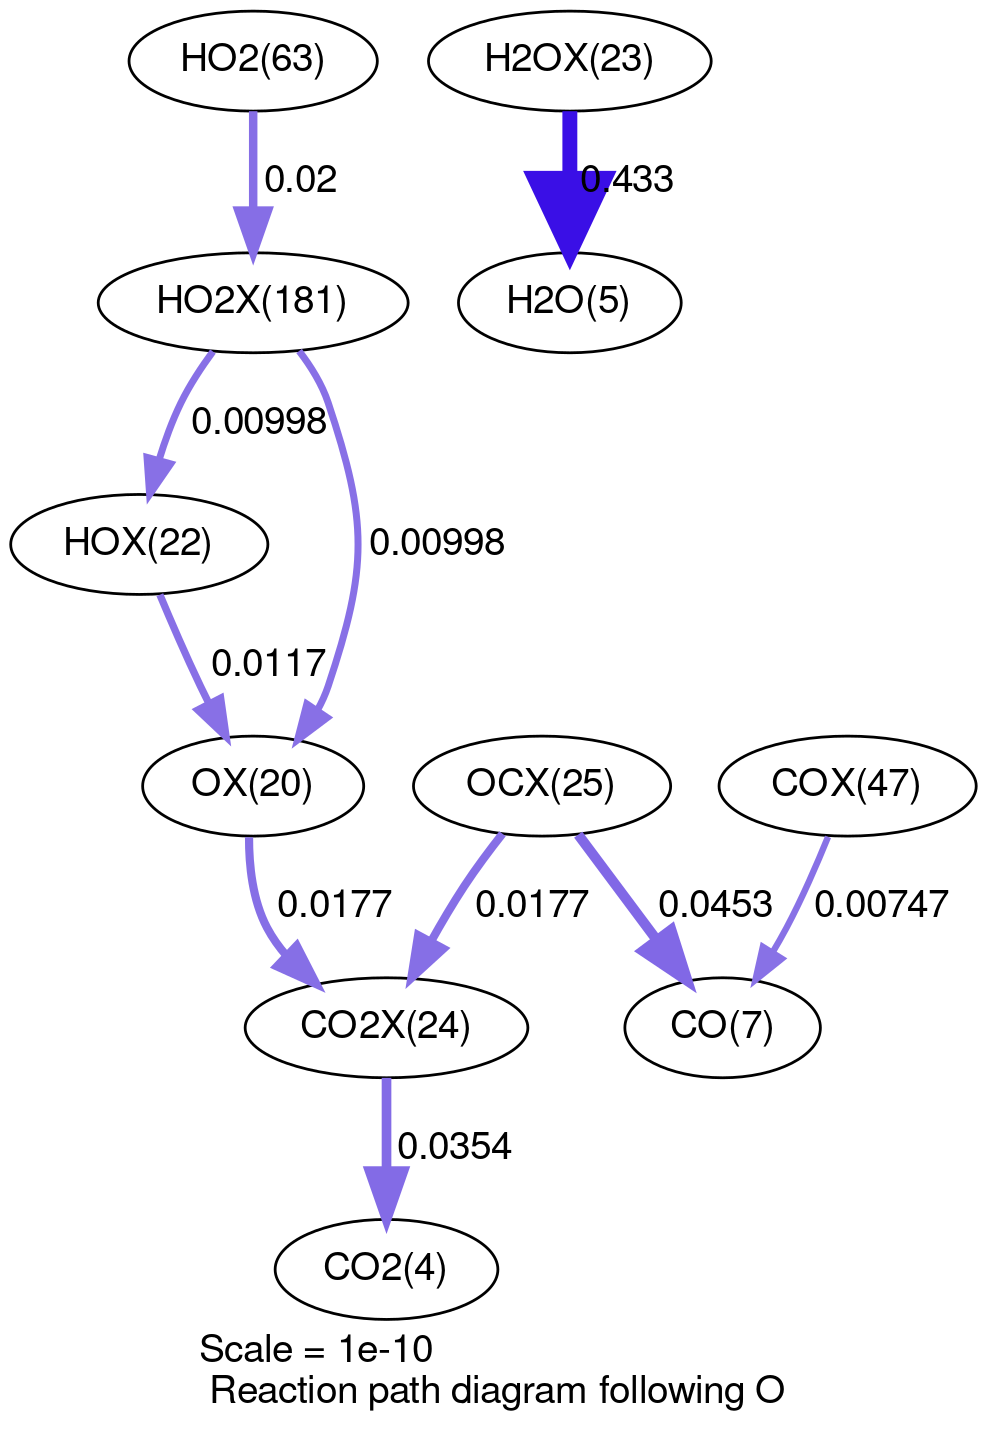 HO2(63)
H2OX(23)
0.02
0.433
HO2X(181)
H2O(5)
0.00998
HOX(22)
0.00998
0.0117
OX(20)
OCX(25)
COX(47)
0.0177
0.0177
0.0453
0.00747
CO2X(24)
CO(7)
0.0354
CO2(4)
Scale = 1e-10
Reaction path diagram following O